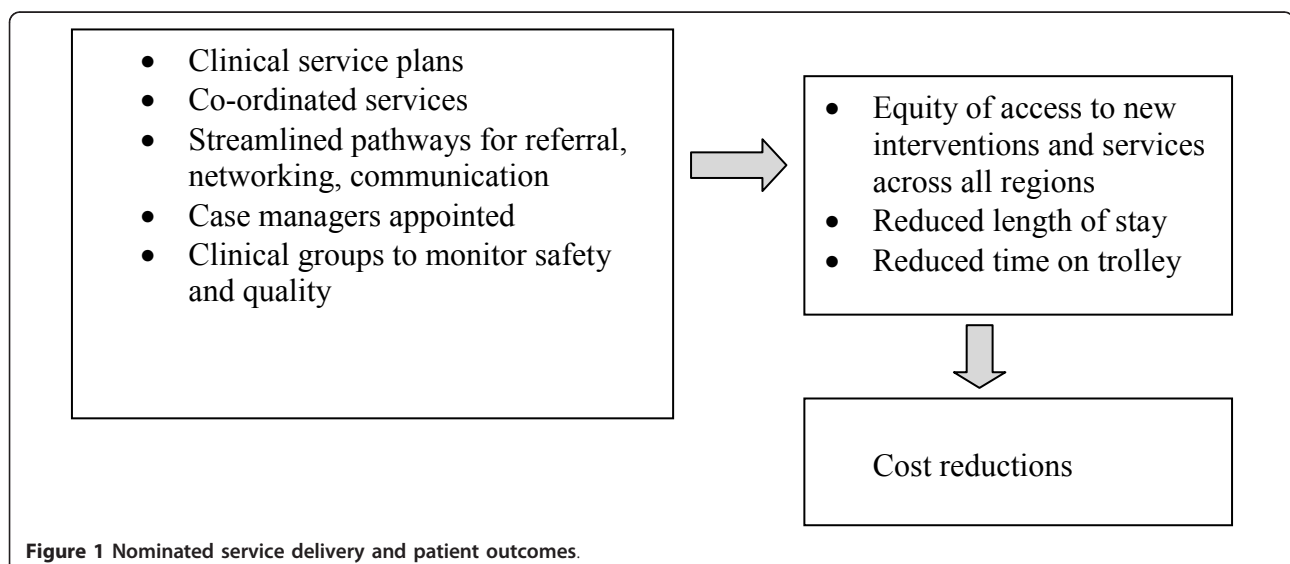 • Clinical service plans
• Co-ordinated services
• Streamlined pathways for referral,
networking, communication
• Case managers appointed
• Clinical groups to monitor safety
and quality
• Equity of access to new
interventions and services
across all regions
• Reduced length of stay
• Reduced time on trolley
Cost reductions
Figure 1 Nominated service delivery and patient outcomes.